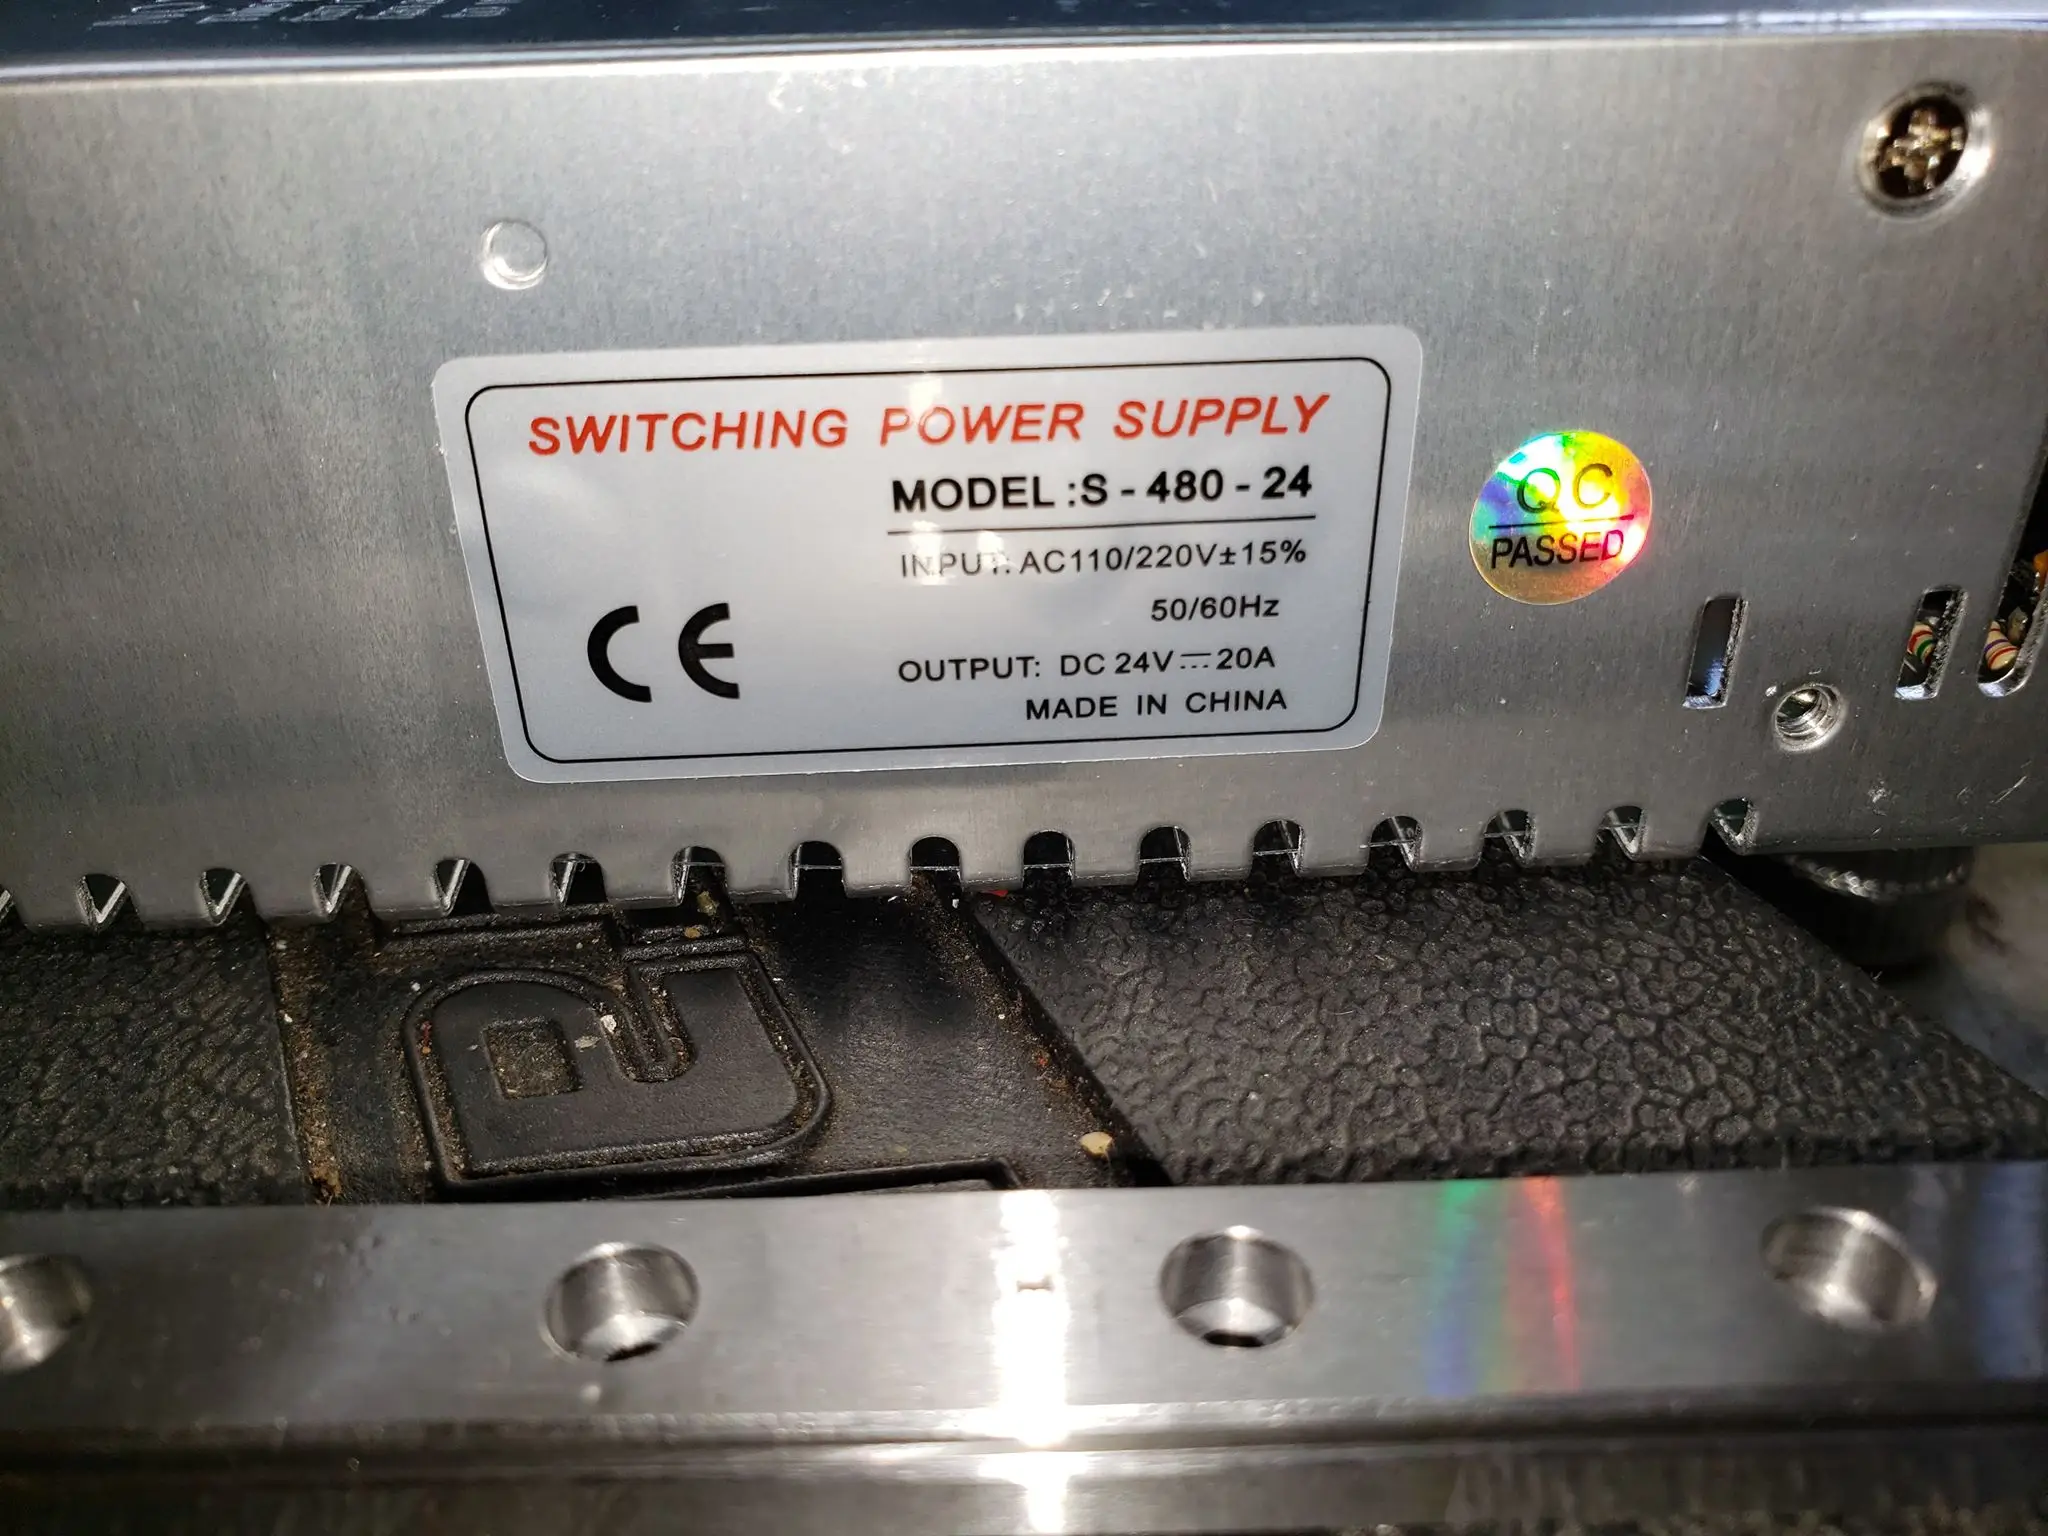 SWITCHING POWER SUPPLY
MODEL :S - 480 - 24
INPUT: AC110/220V±15%
50/60Hz
OUTPUT: DC 24V⎓20A
MADE IN CHINA
CE
QC
PASSED